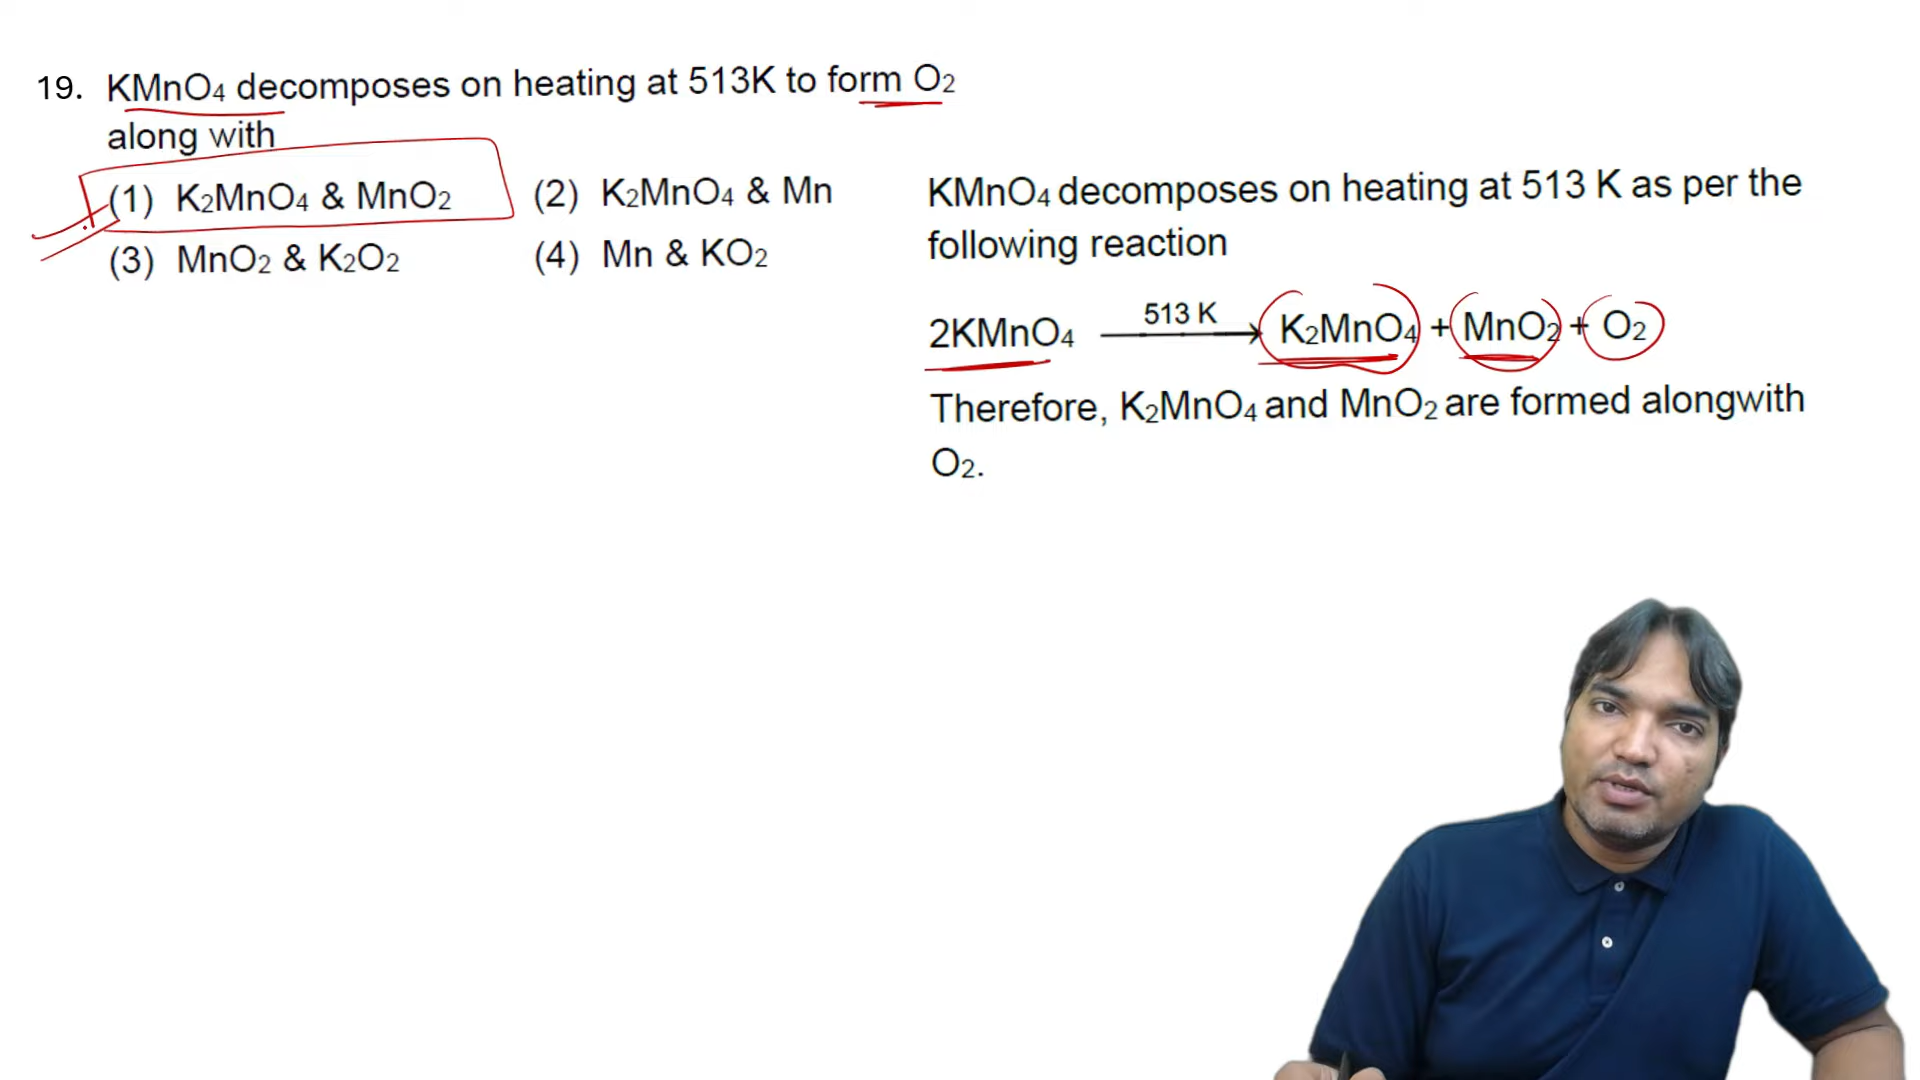 19. KMnO4 decomposes on heating at 513K to form O2
along with
(1) K2MnO4 & MnO2 (2) K2MnO4 & Mn
(3) MnO2 & K2O2 (4) Mn & KO2
KMnO4 decomposes on heating at 513 K as per the
following reaction
513 K
2KMnO4 → K2MnO4 + MnO2 + O2
Therefore, K2MnO4 and MnO2 are formed alongwith
O2.